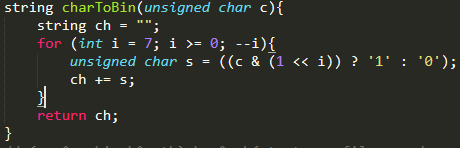 string charToBin(unsigned char c){
    string ch = "";
    for (int i = 7; i >= 0; --i){
        unsigned char s = ((c & (1 << i)) ? '1' : '0');
        ch += s;
    }
    return ch;
}